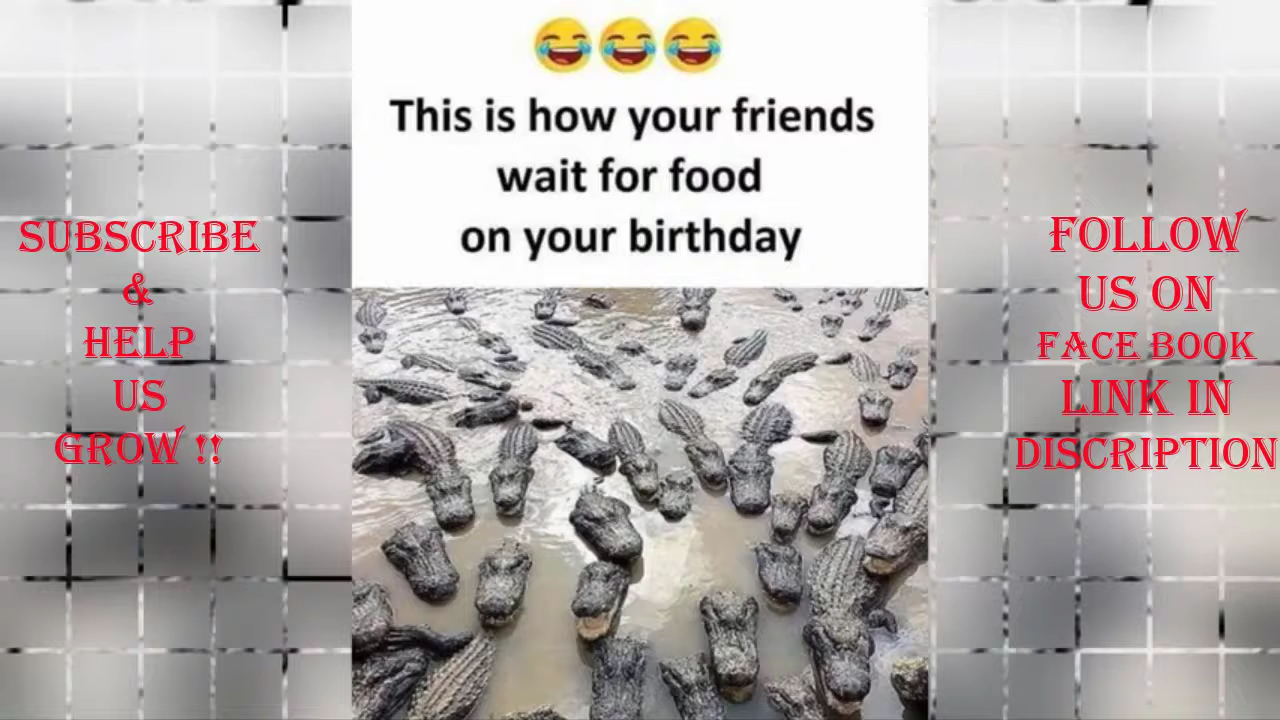 😂😂😂
This is how your friends
wait for food
on your birthday
SUBSCRIBE
&
HELP
US
GROW !!
FOLLOW
US ON
FACE BOOK
LINK IN
DISCRIPTION